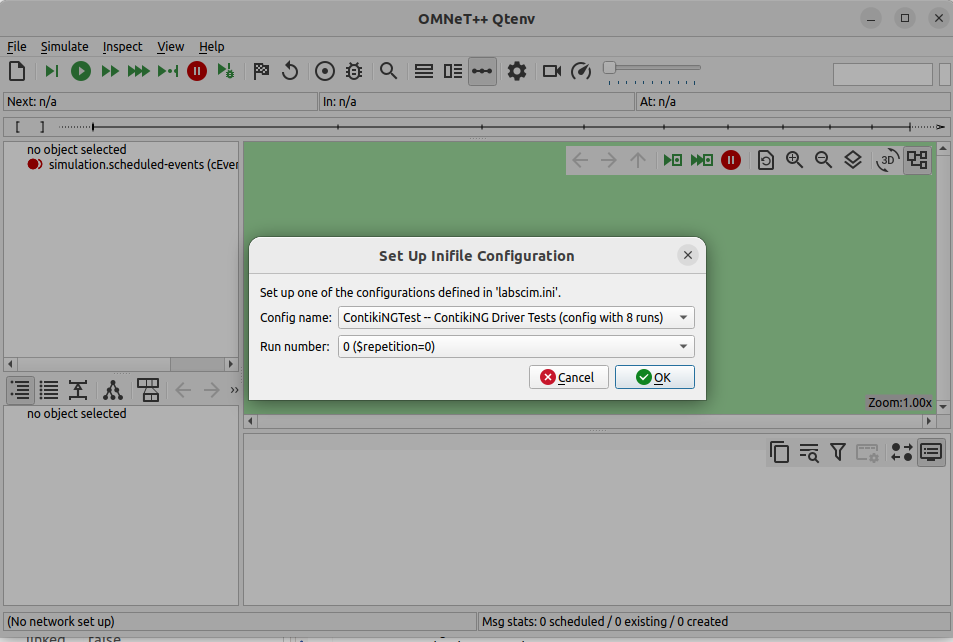 OMNeT++ Qtenv
File Simulate Inspect View Help
Next: n/a In: n/a At: n/a
[ ]
no object selected
simulation.scheduled-events (cEver
3D
Set Up Inifile Configuration
Set up one of the configurations defined in 'labscim.ini'.
Config name: ContikiNGTest -- ContikiNG Driver Tests (config with 8 runs)
Run number: 0 ($repetition=0)
Cancel OK
Zoom:1.00x
no object selected
(No network set up) Msg stats: 0 scheduled / 0 existing / 0 created